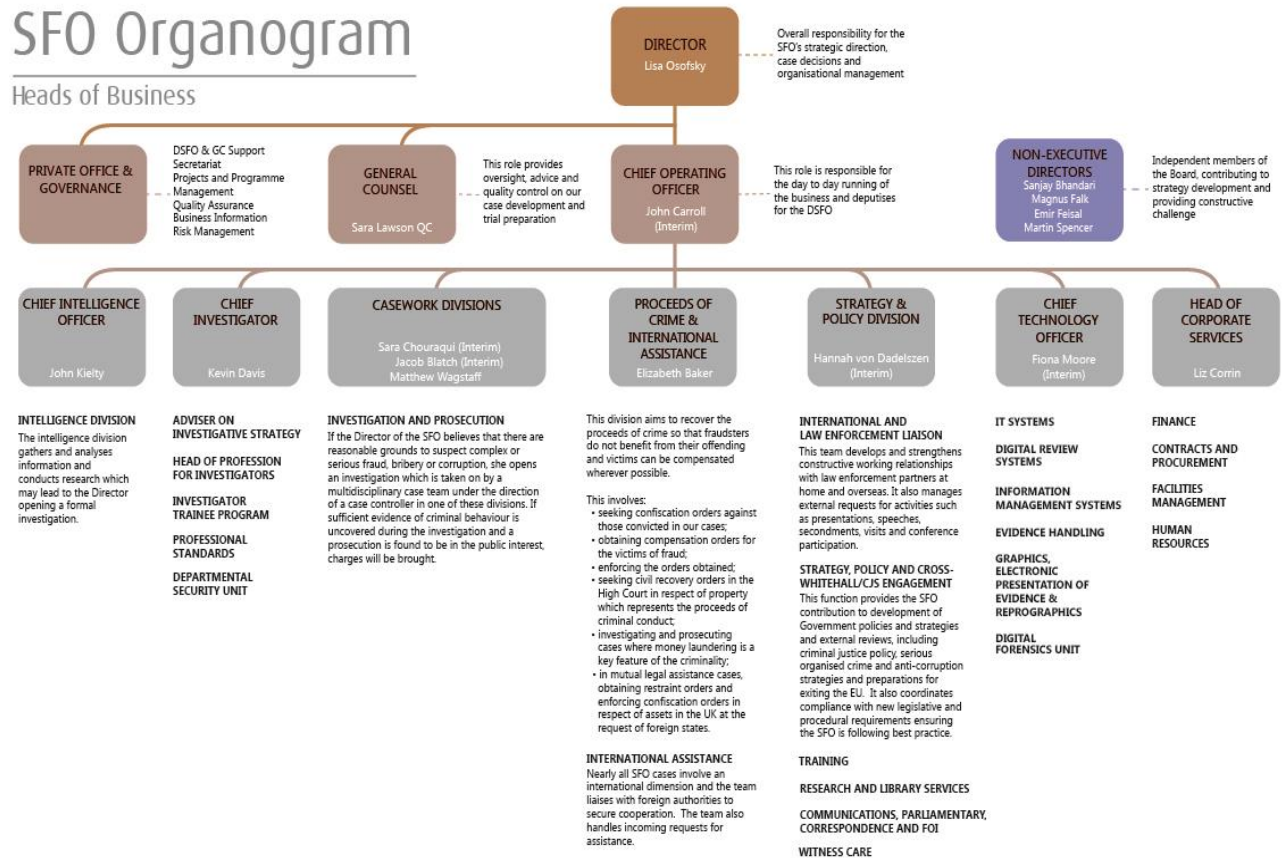 SFO Organogram
Heads of Business
DIRECTOR
Lisa Osofsky
Overall responsibility for the
SFO's strategic direction,
case decisions and
organisational management
PRIVATE OFFICE &
GOVERNANCE
DSFO & GC Support
Secretariat
Projects and Programme
Management
Quality Assurance
Business Information
Risk Management
GENERAL
COUNSEL
Sara Lawson QC
This role provides
oversight, advice and
quality control on our
case development and
trial preparation
CHIEF OPERATING
OFFICER
John Carroll
(Interim)
This role is responsible for
the day to day running of
the business and deputises
for the DSFO
NON-EXECUTIVE
DIRECTORS
Sanjay Bhandari
Magnus Falk
Emir Feisal
Martin Spencer
Independent members of
the Board, contributing to
strategy development and
providing constructive
challenge
CHIEF INTELLIGENCE
OFFICER
John Kielty
CHIEF
INVESTIGATOR
Kevin Davis
CASEWORK DIVISIONS
Sara Chouraqui (Interim)
Jacob Blatch (Interim)
Matthew Wagstaff
PROCEEDS OF
CRIME &
INTERNATIONAL
ASSISTANCE
Elizabeth Baker
STRATEGY &
POLICY DIVISION
Hannah von Dadelszen
(Interim)
CHIEF
TECHNOLOGY
OFFICER
Fiona Moore
(Interim)
HEAD OF
CORPORATE
SERVICES
Liz Corrin
INTELLIGENCE DIVISION
The intelligence division
gathers and analyses
information and
conducts research which
may lead to the Director
opening a formal
investigation.
ADVISER ON
INVESTIGATIVE STRATEGY
HEAD OF PROFESSION
FOR INVESTIGATORS
INVESTIGATOR
TRAINEE PROGRAM
PROFESSIONAL
STANDARDS
DEPARTMENTAL
SECURITY UNIT
INVESTIGATION AND PROSECUTION
If the Director of the SFO believes that there are
reasonable grounds to suspect complex or
serious fraud, bribery or corruption, she opens
an investigation which is taken on by a
multidisciplinary case team under the direction
of a case controller in one of these divisions. If
sufficient evidence of criminal behaviour is
uncovered during the investigation and a
prosecution is found to be in the public interest,
charges will be brought.
This division aims to recover the
proceeds of crime so that fraudsters
do not benefit from their offending
and victims can be compensated
wherever possible.
This involves:
• seeking confiscation orders against
those convicted in our cases;
• obtaining compensation orders for
the victims of fraud;
• enforcing the orders obtained;
• seeking civil recovery orders in the
High Court in respect of property
which represents the proceeds of
criminal conduct;
• investigating and prosecuting
cases where money laundering is a
key feature of the criminality;
• in mutual legal assistance cases,
obtaining restraint orders and
enforcing confiscation orders in
respect of assets in the UK at the
request of foreign states.
INTERNATIONAL ASSISTANCE
Nearly all SFO cases involve an
international dimension and the team
liaises with foreign authorities to
secure cooperation. The team also
handles incoming requests for
assistance.
INTERNATIONAL AND
LAW ENFORCEMENT LIAISON
This team develops and strengthens
constructive working relationships
with law enforcement partners at
home and overseas. It also manages
external requests for activities such
as presentations, speeches,
secondments, visits and conference
participation.
STRATEGY, POLICY AND CROSS-
WHITEHALL/CJS ENGAGEMENT
This function provides the SFO
contribution to development of
Government policies and strategies
and external reviews, including
criminal justice policy, serious
organised crime and anti-corruption
strategies and preparations for
exiting the EU. It also coordinates
compliance with new legislative and
procedural requirements ensuring
the SFO is following best practice.
TRAINING
RESEARCH AND LIBRARY SERVICES
COMMUNICATIONS, PARLIAMENTARY,
CORRESPONDENCE AND FOI
WITNESS CARE
IT SYSTEMS
DIGITAL REVIEW
SYSTEMS
INFORMATION
MANAGEMENT SYSTEMS
EVIDENCE HANDLING
GRAPHICS,
ELECTRONIC
PRESENTATION OF
EVIDENCE &
REPROGRAPHICS
DIGITAL
FORENSICS UNIT
FINANCE
CONTRACTS AND
PROCUREMENT
FACILITIES
MANAGEMENT
HUMAN
RESOURCES